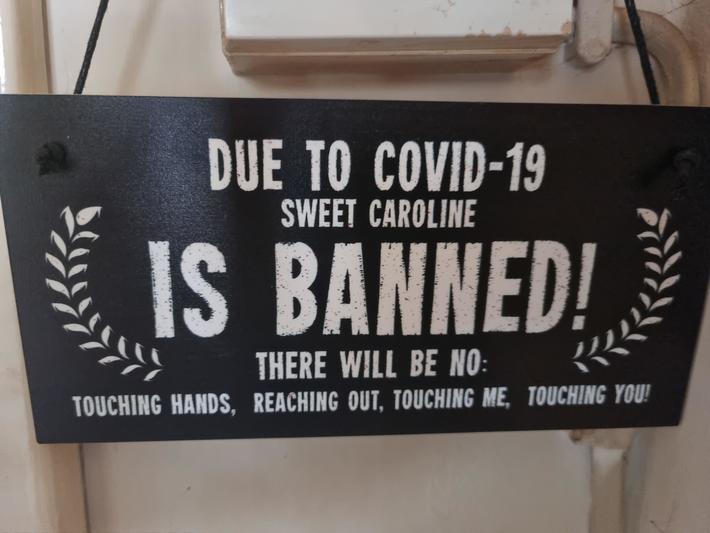 DUE TO COVID-19
SWEET CAROLINE
IS BANNED!
THERE WILL BE NO:
TOUCHING HANDS, REACHING OUT, TOUCHING ME, TOUCHING YOU!